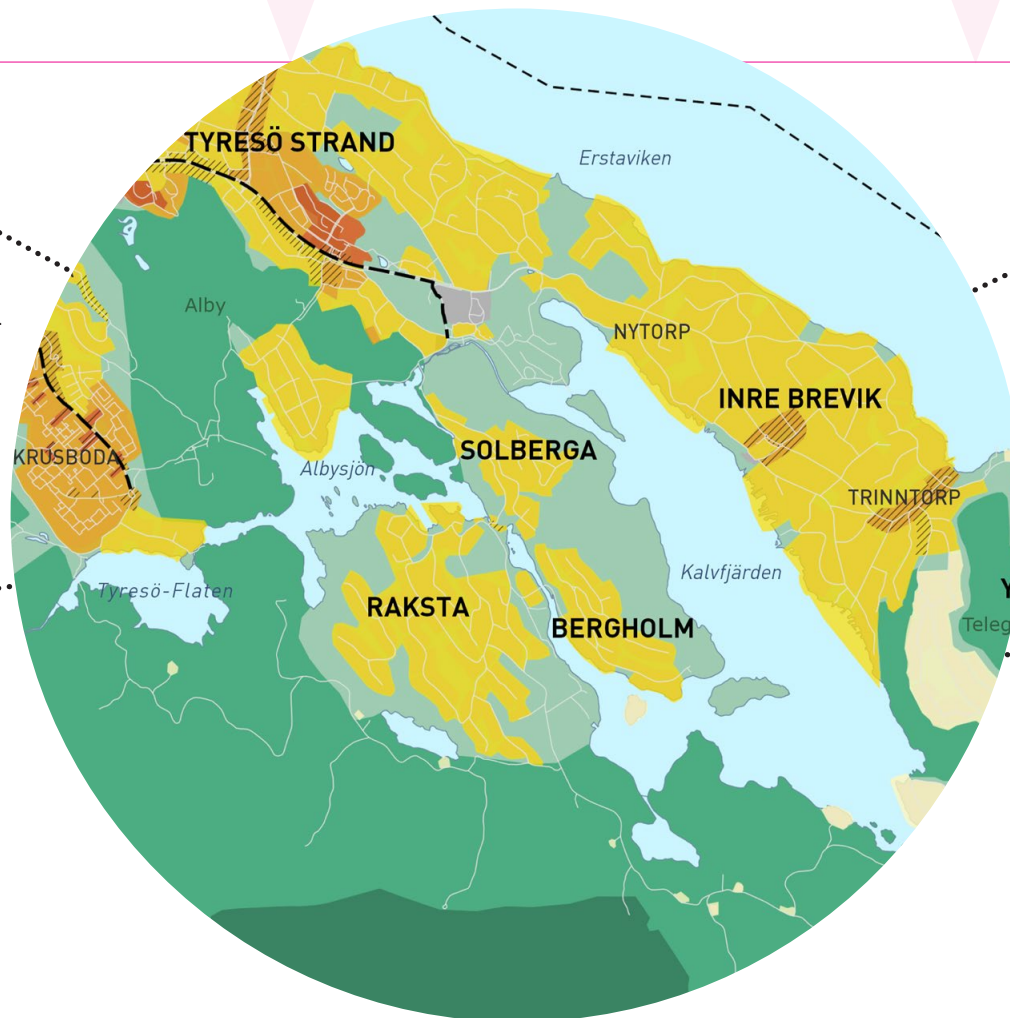 TYRESÖ STRAND
Erstaviken
Alby
NYTORP
INRE BREVIK
SOLBERGA
KRUSBODA
Albysjön
TRINNTORP
Kalvfjärden
Tyresö-Flaten
RAKSTA
BERGHOLM
Y
Teleg